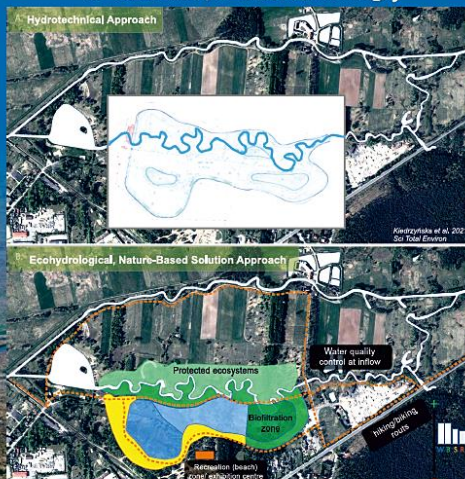 A. Hydrotechnical Approach
Kiedrzyńska et al, 202
Sci Total Environ
B. Ecohydrological, Nature-Based Solution Approach
Water quality
control at inflow
Protected ecosystems
Biofiltration
zone
hiking/biking
routs
Recreation (beach)
zone/ exhibition centre
W B S R